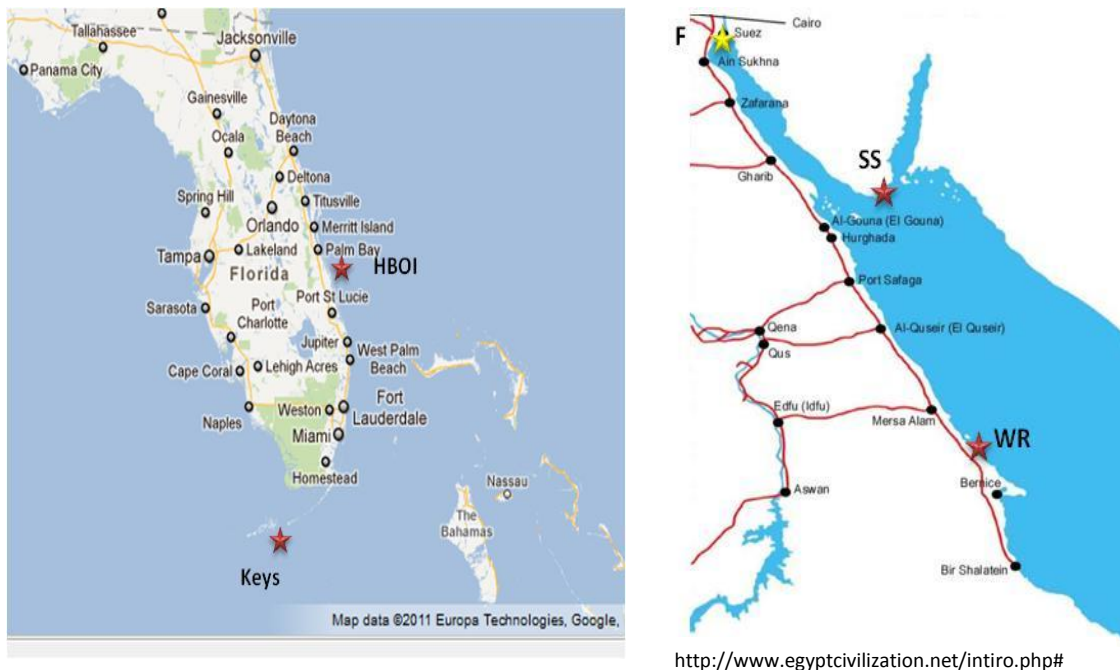 Tallahassee
Jacksonville
Panama City
Gainesville
Ocala
Daytona
Beach
Deltona
Spring Hill
Titusville
Orlando
Merritt Island
Tampa
Lakeland
Palm Bay
HBOI
Florida
Sarasota
Port
Charlotte
Port St Lucie
Jupiter
West Palm
Beach
Cape Coral
Lehigh Acres
Naples
Weston
Fort
Lauderdale
Miami
Homestead
Nassau
The
Bahamas
Keys
Map data ©2011 Europa Technologies, Google,
Cairo
F
Suez
Ain Sukhna
Zafarana
SS
Gharib
Al-Gouna (El Gouna)
Hurghada
Port Safaga
Qena
Al-Quseir (El Quseir)
Qus
Edfu (Idfu)
Mersa Alam
WR
Aswan
Bernice
Bir Shalatein
http://www.egyptcivilization.net/intiro.php#